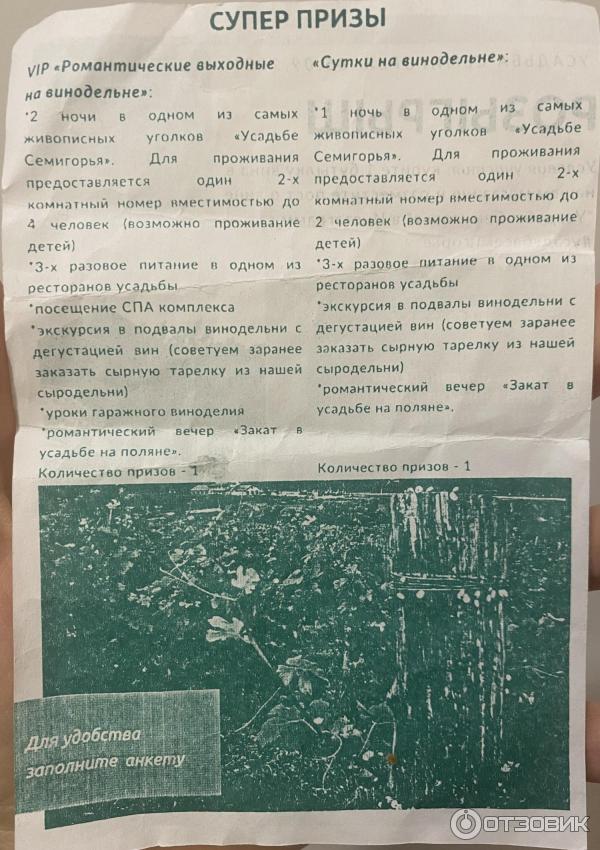 СУПЕР ПРИЗЫ
VIP «Романтические выходные
на винодельне»:
*2 ночи в одном из самых
живописных уголков «Усадьбе
Семигорья». Для проживания
предоставляется один 2-х
комнатный номер вместимостью до
4 человек (возможно проживание
детей)
*3-х разовое питание в одном из
ресторанов усадьбы
*посещение СПА комплекса
*экскурсия в подвалы винодельни с
дегустацией вин (советуем заранее
заказать сырную тарелку из нашей
сыродельни)
*уроки гаражного виноделия
*романтический вечер «Закат в
усадьбе на поляне».
Количество призов - 1
«Сутки на винодельне»:
*1 ночь в одном из самых
живописных уголков «Усадьбе
Семигорья». Для проживания
предоставляется один 2-х
комнатный номер вместимостью до
2 человек (возможно проживание
детей)
*3-х разовое питание в одном из
ресторанов усадьбы
*экскурсия в подвалы винодельни с
дегустацией вин (советуем заранее
заказать сырную тарелку из нашей
сыродельни)
*романтический вечер «Закат в
усадьбе на поляне».
Количество призов - 1
Для удобства
заполните анкету
ОТЗОВИК